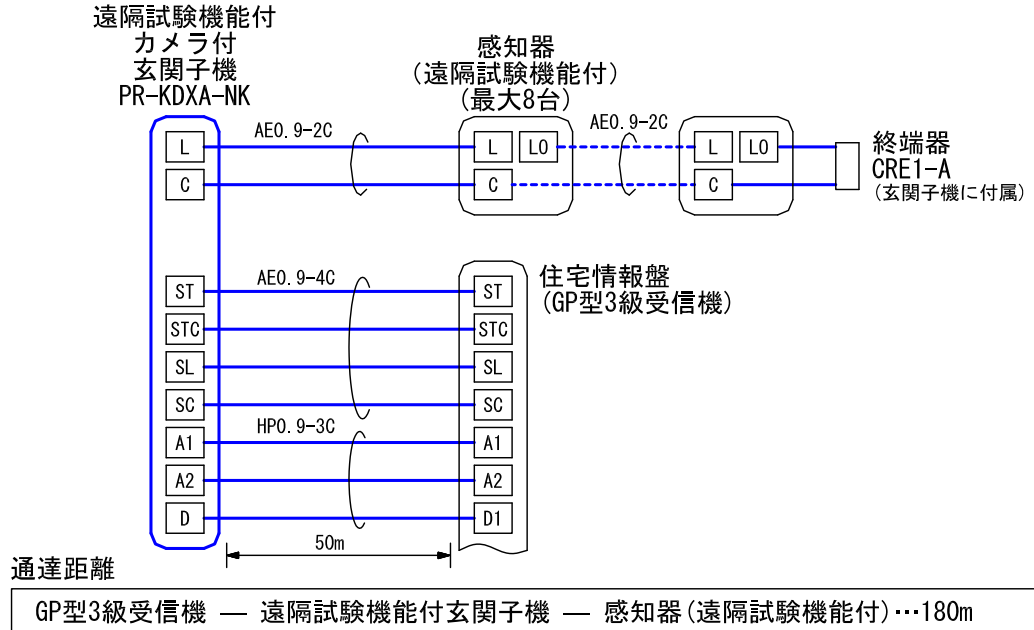 遠隔試験機能付
カメラ付
玄関子機
PR-KDXA-NK
感知器
(遠隔試験機能付)
(最大8台)
AE0.9-2C
AE0.9-2C
L
L
LO
L
LO
C
C
C
終端器
CRE1-A
(玄関子機に付属)
住宅情報盤
(GP型3級受信機)
AE0.9-4C
ST
ST
STC
STC
SL
SL
SC
SC
HP0.9-3C
A1
A1
A2
A2
D
D1
50m
通達距離
GP型3級受信機 ― 遠隔試験機能付玄関子機 ― 感知器(遠隔試験機能付)…180m